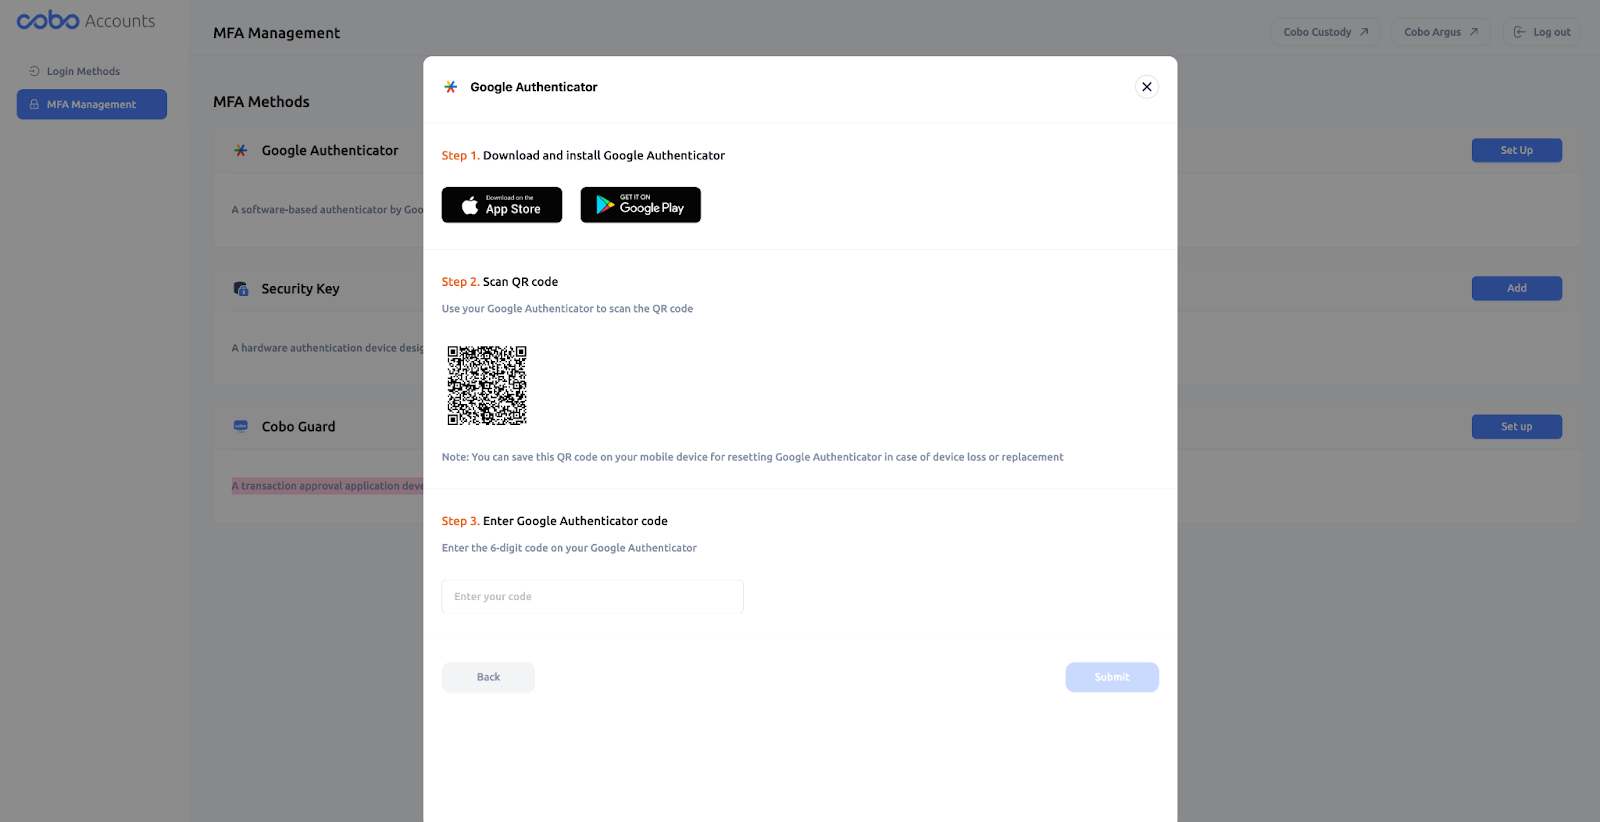 cobo Accounts
Login Methods
MFA Management
MFA Management
Cobo Custody
Cobo Argus
Log out
MFA Methods
Google Authenticator
Set Up
A software-based authenticator by Goo
Security Key
Add
A hardware authentication device desig
Cobo Guard
Set up
A transaction approval application deve
Google Authenticator
Step 1. Download and install Google Authenticator
Download on the
App Store
GET IT ON
Google Play
Step 2. Scan QR code
Use your Google Authenticator to scan the QR code
Note: You can save this QR code on your mobile device for resetting Google Authenticator in case of device loss or replacement
Step 3. Enter Google Authenticator code
Enter the 6-digit code on your Google Authenticator
Enter your code
Back
Submit